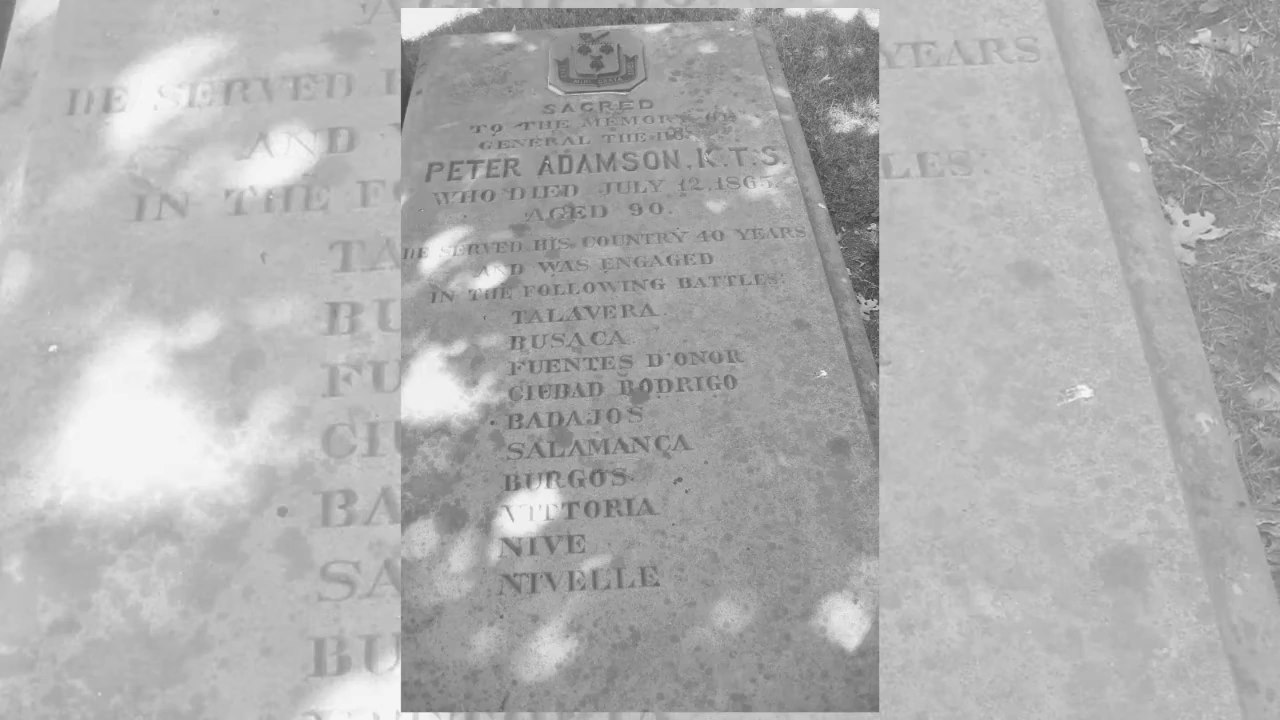 SACRED
TO THE MEMORY OF
GENERAL THE
PETER ADAMSON, K.T.S.
WHO DIED JULY 12, 1865.
AGED 90.
HE SERVED HIS COUNTRY 40 YEARS
AND WAS ENGAGED
IN THE FOLLOWING BATTLES.
TALAVERA.
BUSACA.
FUENTES D'ONOR
CIUBAD RODRIGO
BADAJOS
SALAMANCA
BURGOS.
VITTORIA.
NIVE
NIVELLE